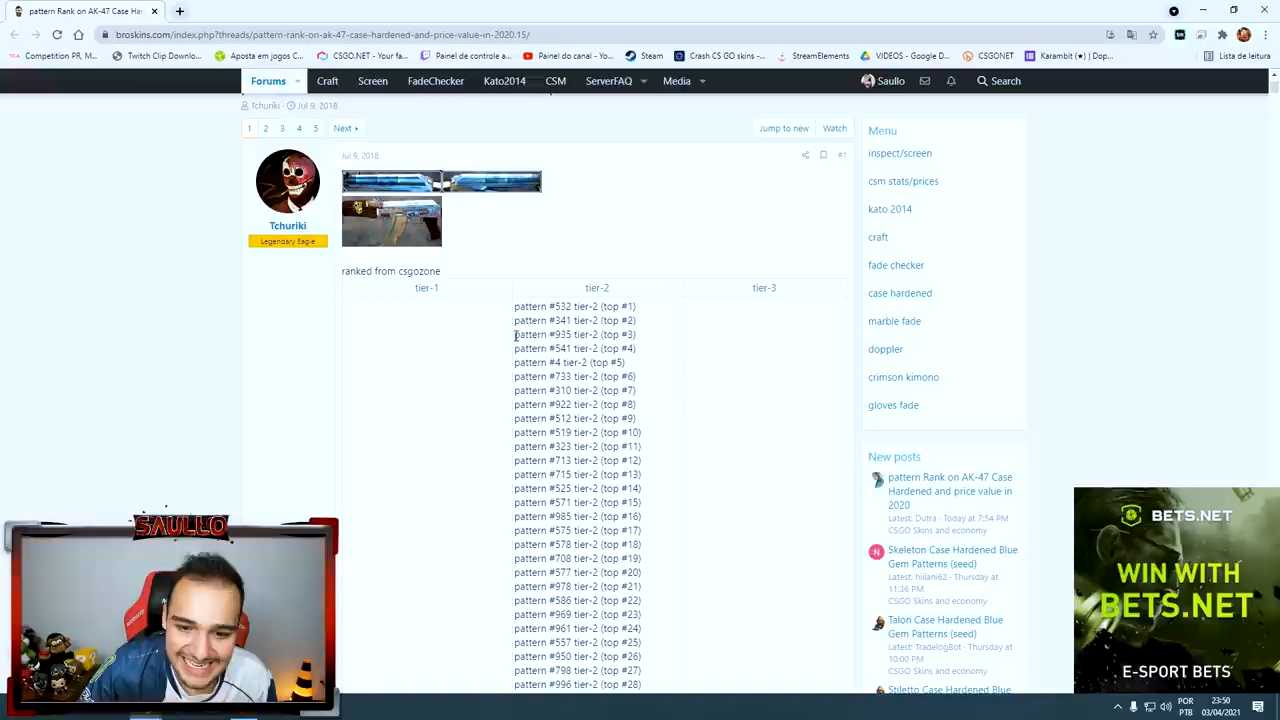 pattern Rank on AK-47 Case Ha
broskins.com/index.php?threads/pattern-rank-on-ak-47-case-hardened-and-price-value-in-2020.15/
Competition PR, Mem...
Twitch Clip Downlo...
Aposta em jogos C...
CSGO.NET - You can...
Painel de controle a...
Painel do canal - Yo...
Steam
Crash CS GO skins -...
StreamElements
VIDEOS - Google D...
CSGONET
Karambit (★) | Dop...
Lista de leitura
Forums
Craft
Screen
FadeChecker
Kato2014
CSM
ServerFAQ
Media
Saullo
Search
Tchuriki
Jul 9, 2018
1
2
3
4
5
Next
Jump to new
Watch
Jul 9, 2018
#1
Tchuriki
Legendary Eagle
ranked from csgozone
tier-1
tier-2
tier-3
pattern #532 tier-2 (top #1)
pattern #341 tier-2 (top #2)
pattern #935 tier-2 (top #3)
pattern #541 tier-2 (top #4)
pattern #4 tier-2 (top #5)
pattern #733 tier-2 (top #6)
pattern #310 tier-2 (top #7)
pattern #922 tier-2 (top #8)
pattern #512 tier-2 (top #9)
pattern #519 tier-2 (top #10)
pattern #323 tier-2 (top #11)
pattern #713 tier-2 (top #12)
pattern #715 tier-2 (top #13)
pattern #525 tier-2 (top #14)
pattern #571 tier-2 (top #15)
pattern #985 tier-2 (top #16)
pattern #575 tier-2 (top #17)
pattern #778 tier-2 (top #18)
pattern #708 tier-2 (top #19)
pattern #577 tier-2 (top #20)
pattern #978 tier-2 (top #21)
pattern #586 tier-2 (top #22)
pattern #969 tier-2 (top #23)
pattern #961 tier-2 (top #24)
pattern #557 tier-2 (top #25)
pattern #950 tier-2 (top #26)
pattern #798 tier-2 (top #27)
pattern #996 tier-2 (top #28)
Menu
inspect/screen
csm stats/prices
kato 2014
craft
fade checker
case hardened
marble fade
doppler
crimson kimono
gloves fade
New posts
pattern Rank on AK-47 Case
Hardened and price value in
2020
Latest: Dutra · Today at 7:54 PM
CSGO Skins and economy
N
Skeleton Case Hardened Blue
Gem Patterns (seed)
Latest: hiilani62 · Thursday at
11:36 PM
CSGO Skins and economy
Talon Case Hardened Blue
Gem Patterns (seed)
Latest: TradelogBot · Thursday at
10:00 PM
CSGO Skins and economy
Stiletto Case Hardened Blue
SAULLO
BETS.NET
WIN WITH
BETS.NET
E-SPORT BETS
POR
PTB
23:50
03/04/2021